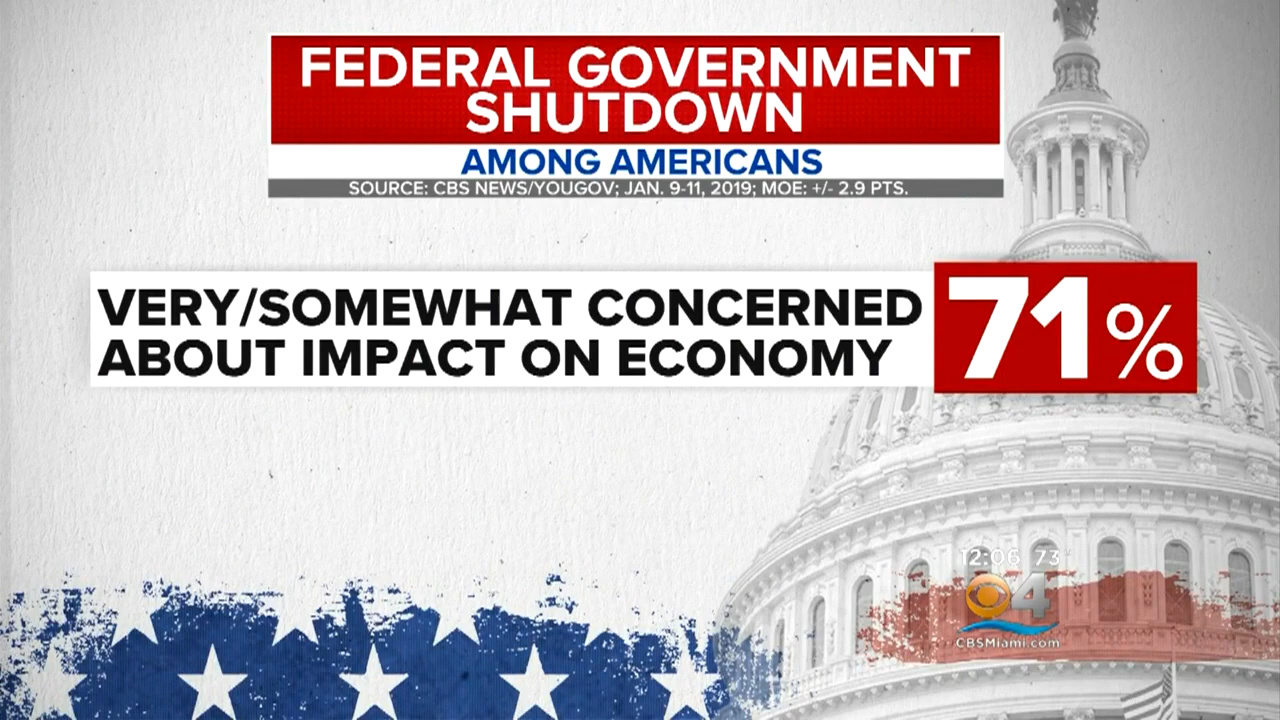 FEDERAL GOVERNMENT
SHUTDOWN
AMONG AMERICANS
SOURCE: CBS NEWS/YOUGOV; JAN. 9-11, 2019; MOE: +/- 2.9 PTS.
VERY/SOMEWHAT CONCERNED
ABOUT IMPACT ON ECONOMY
71%
12:06 73
4
CBSMiami.com